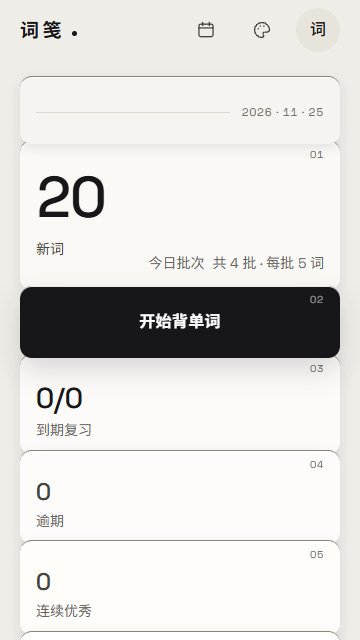 词笺
词
2026 · 11 · 25
01
20
新词
今日批次 共 4 批 · 每批 5 词
02
开始背单词
03
0/0
到期复习
04
0
逾期
05
0
连续优秀